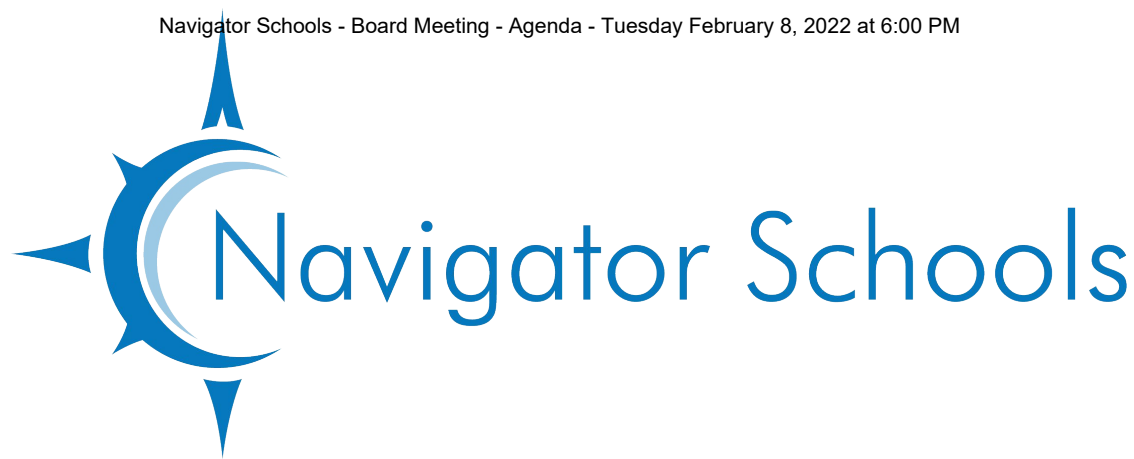 Navigator Schools - Board Meeting - Agenda - Tuesday February 8, 2022 at 6:00 PM
Navigator Schools